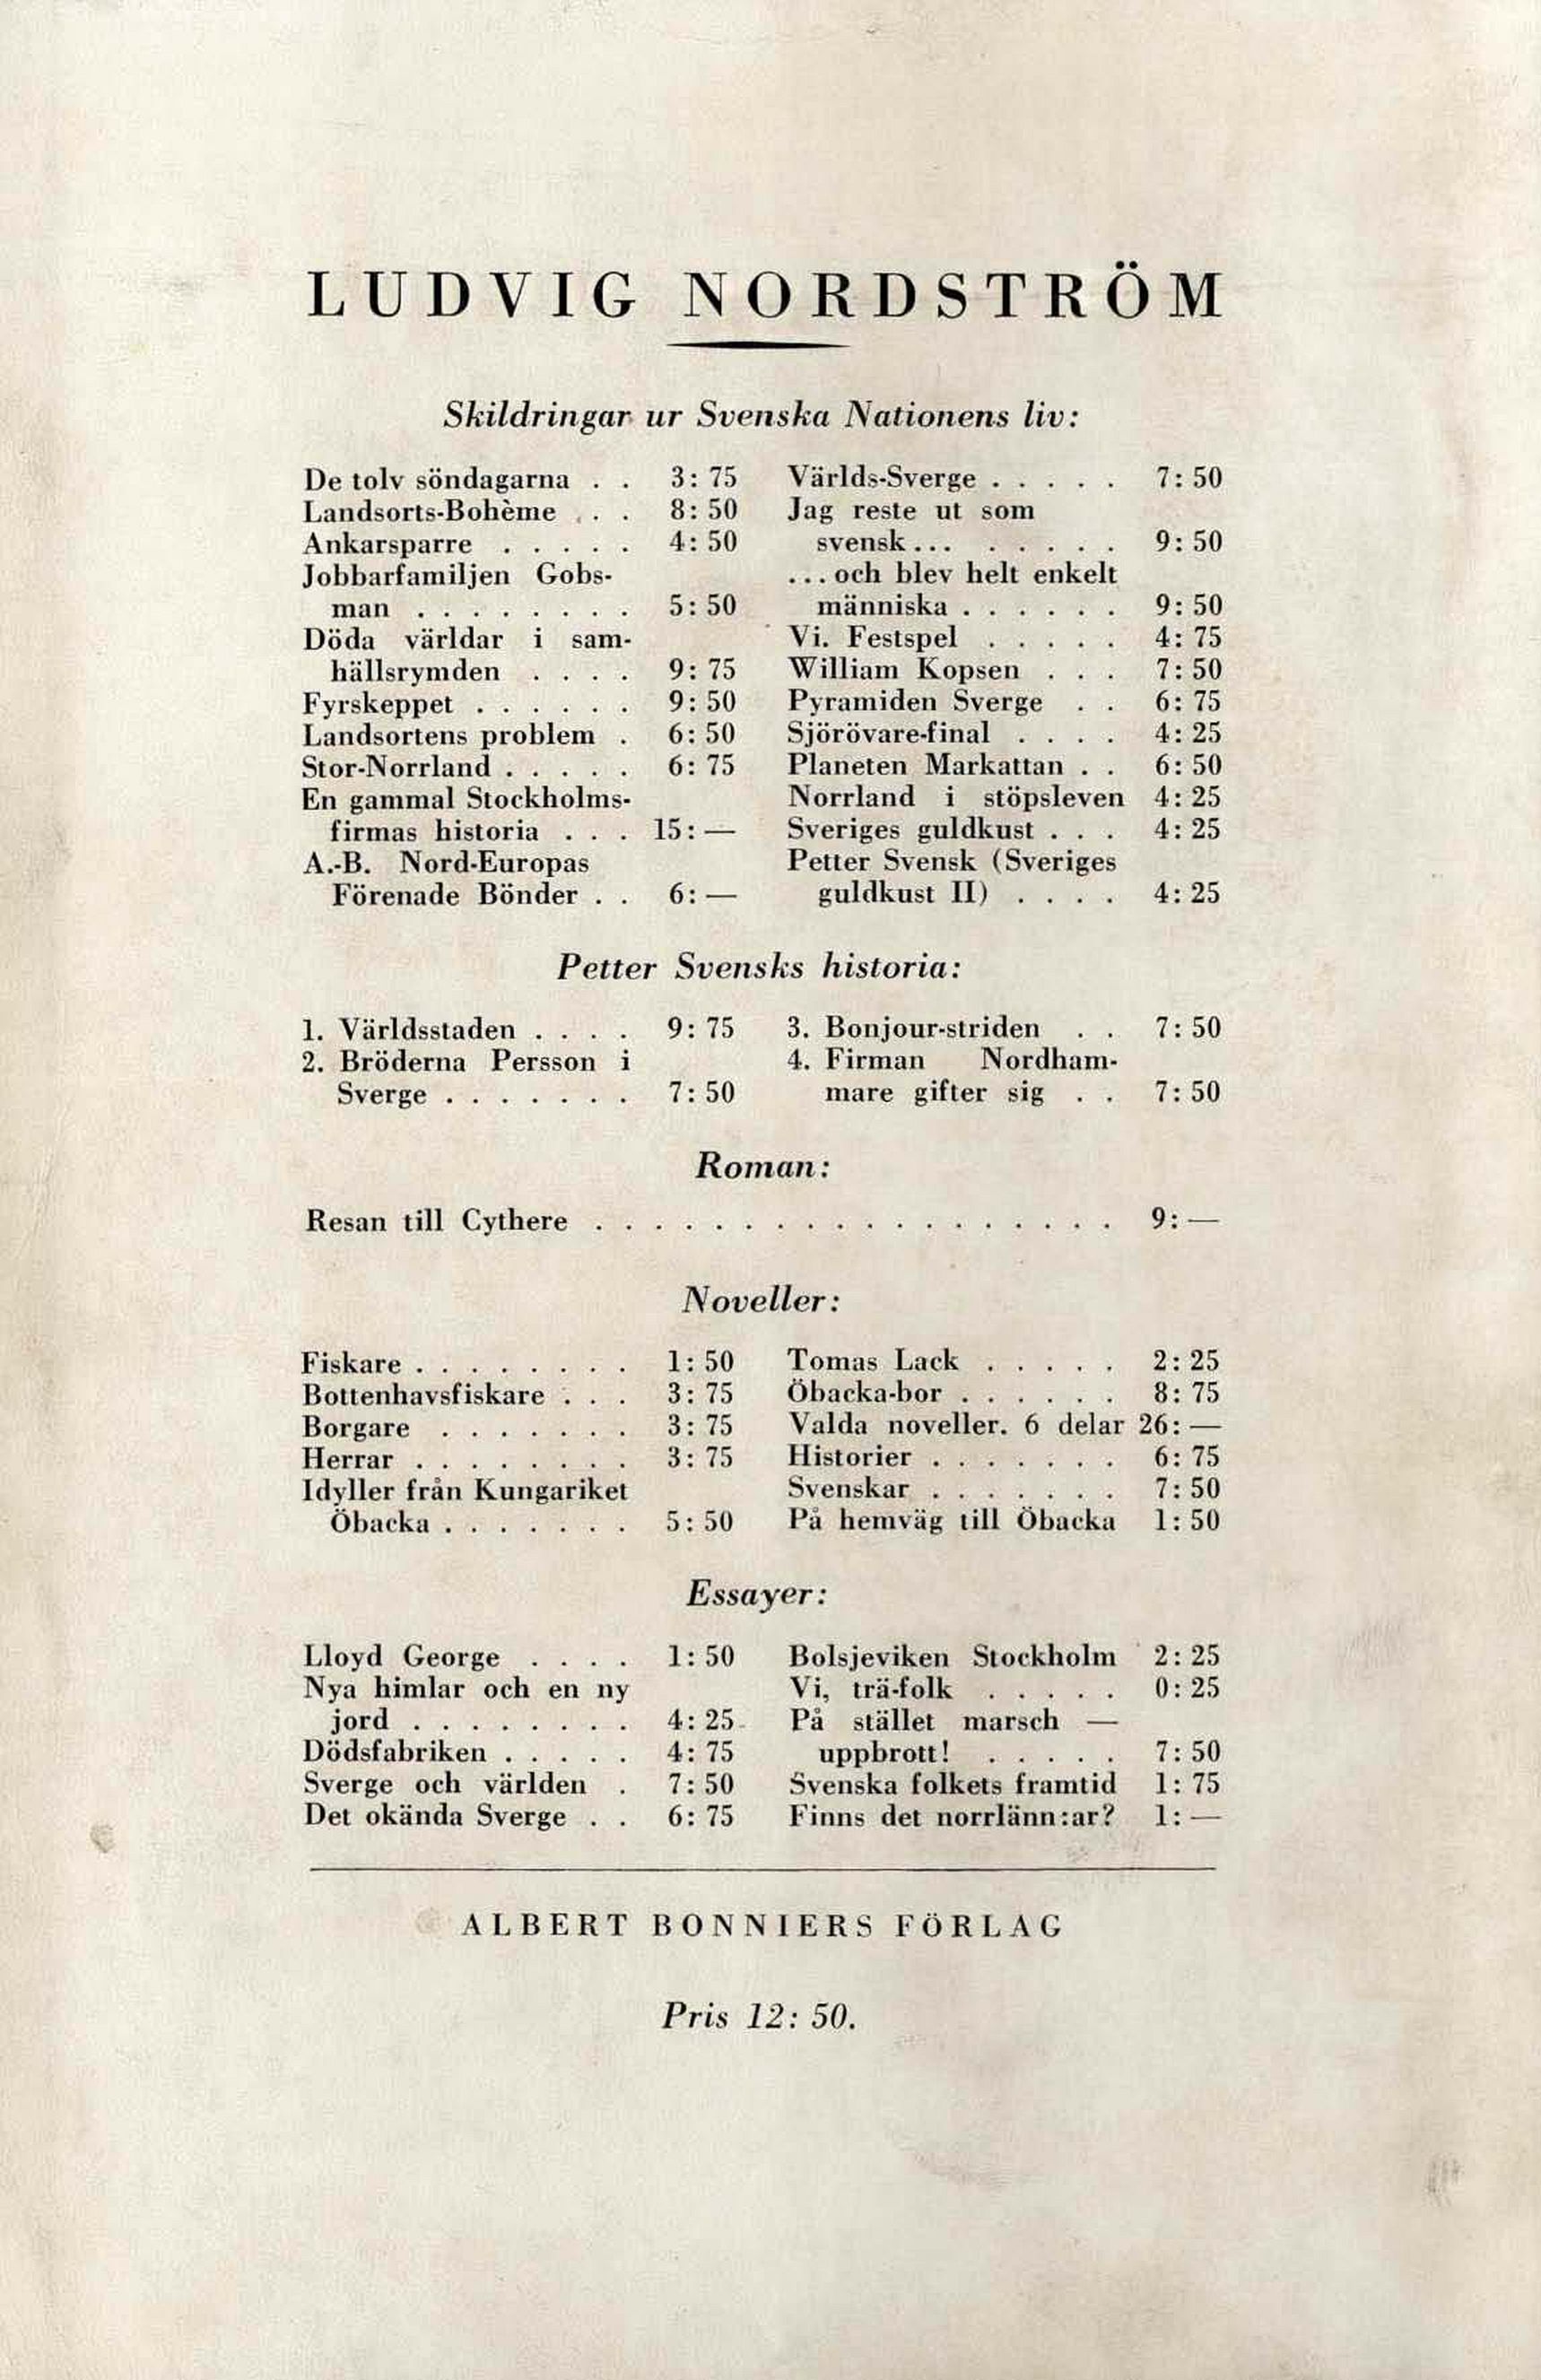 LUDVIG NORDSTRÖM
Skildringar ur Svenska Nationens liv:
De tolv söndagarna . . 3: 75
Landsorts-Bohème . . . 8: 50
Ankarsparre . . . . . 4: 50
Jobbarfamiljen Gobs-
man . . . . . . . . 5: 50
Döda världar i sam-
hällsrymden . . . . 9: 75
Fyrskeppet . . . . . . 9: 50
Landsortens problem . 6: 50
Stor-Norrland . . . . . 6: 75
En gammal Stockholms-
firmas historia . . . 15: —
A.-B. Nord-Europas
Förenade Bönder . . 6: —
Världs-Sverge . . . . . 7: 50
Jag reste ut som
svensk... . . . . . 9: 50
...och blev helt enkelt
människa . . . . . . 9: 50
Vi. Festspel . . . . . 4: 75
William Kopsen . . . 7: 50
Pyramiden Sverge . . 6: 75
Sjörövare-final . . . . 4: 25
Planeten Markattan . . 6: 50
Norrland i stöpsleven 4: 25
Sveriges guldkust . . . 4: 25
Petter Svensk (Sveriges
guldkust II) . . . . 4: 25
Petter Svensks historia:
1. Världsstaden . . . . 9: 75
2. Bröderna Persson i
Sverge . . . . . . . 7: 50
3. Bonjour-striden . . 7: 50
4. Firman Nordham-
mare gifter sig . . 7: 50
Roman:
Resan till Cythere . . . . . . . . . . . . . . . . . . 9: —
Noveller:
Fiskare . . . . . . . . 1: 50
Bottenhavsfiskare . . . 3: 75
Borgare . . . . . . . 3: 75
Herrar . . . . . . . . 3: 75
Idyller från Kungariket
Öbacka . . . . . . . 5: 50
Tomas Lack . . . . . 2: 25
Öbacka-bor . . . . . . 8: 75
Valda noveller. 6 delar 26: —
Historier . . . . . . . 6: 75
Svenskar . . . . . . . 7: 50
På hemväg till Öbacka 1: 50
Essayer:
Lloyd George . . . . 1: 50
Nya himlar och en ny
jord . . . . . . . . 4: 25
Dödsfabriken . . . . . 4: 75
Sverge och världen . 7: 50
Det okända Sverge . . 6: 75
Bolsjeviken Stockholm 2: 25
Vi, trä-folk . . . . . 0: 25
På stället marsch —
uppbrott! . . . . . 7: 50
Svenska folkets framtid 1: 75
Finns det norrlänn:ar? 1: —
ALBERT BONNIERS FÖRLAG
Pris 12: 50.